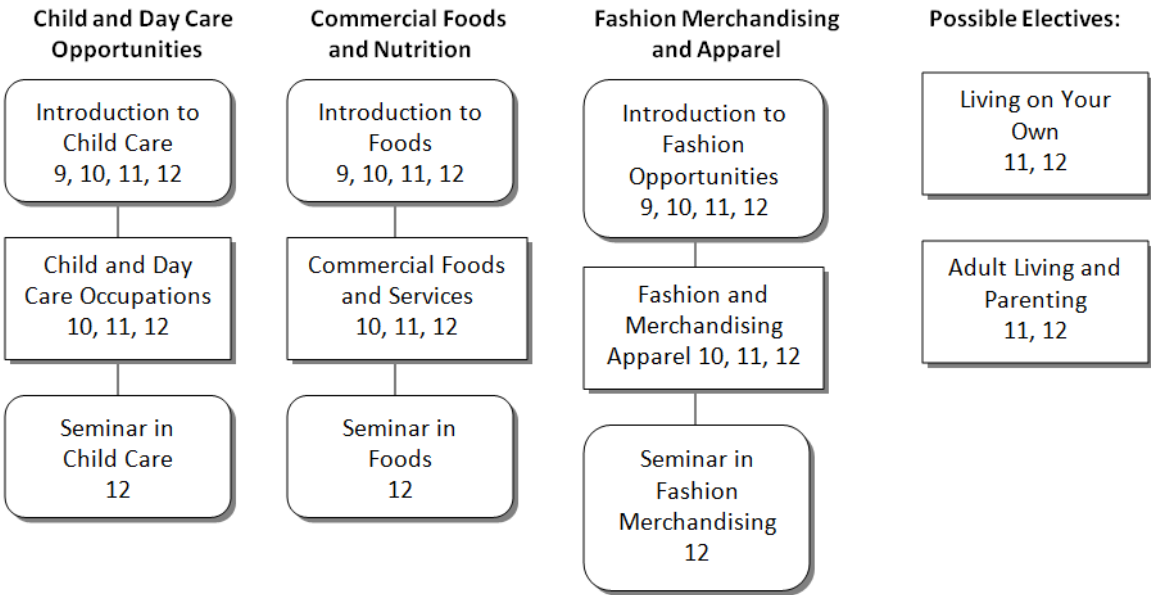 Child and Day Care
Opportunities
Introduction to
Child Care
9, 10, 11, 12
Child and Day
Care Occupations
10, 11, 12
Seminar in
Child Care
12
Commercial Foods
and Nutrition
Introduction to
Foods
9, 10, 11, 12
Commercial Foods
and Services
10, 11, 12
Seminar in
Foods
12
Fashion Merchandising
and Apparel
Introduction to
Fashion
Opportunities
9, 10, 11, 12
Fashion and
Merchandising
Apparel 10, 11, 12
Seminar in
Fashion
Merchandising
12
Possible Electives:
Living on Your
Own
11, 12
Adult Living and
Parenting
11, 12